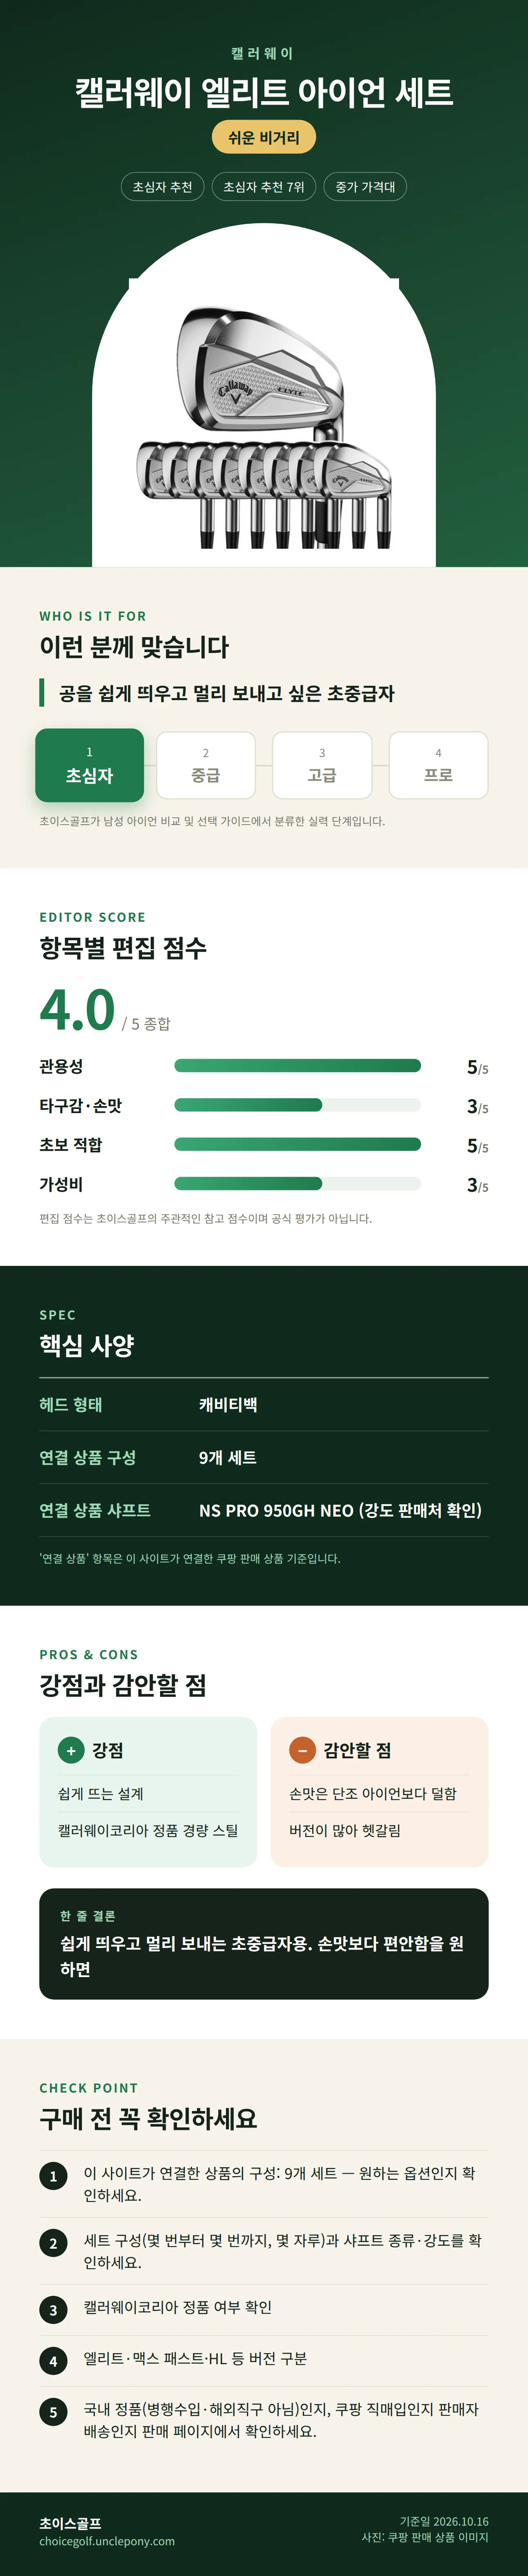 캘러웨이
캘러웨이 엘리트 아이언 세트
쉬운 비거리
초심자 추천
초심자 추천 7위
중가 가격대
Callaway
ELYTE
WHO IS IT FOR
이런 분께 맞습니다
공을 쉽게 띄우고 멀리 보내고 싶은 초중급자
1
초심자
2
중급
3
고급
4
프로
초이스골프가 남성 아이언 비교 및 선택 가이드에서 분류한 실력 단계입니다.
EDITOR SCORE
항목별 편집 점수
4.0 / 5 종합
관용성 5/5
타구감·손맛 3/5
초보 적합 5/5
가성비 3/5
편집 점수는 초이스골프의 주관적인 참고 점수이며 공식 평가가 아닙니다.
SPEC
핵심 사양
헤드 형태 캐비티백
연결 상품 구성 9개 세트
연결 상품 샤프트 NS PRO 950GH NEO (강도 판매처 확인)
'연결 상품' 항목은 이 사이트가 연결한 쿠팡 판매 상품 기준입니다.
PROS & CONS
강점과 감안할 점
+ 강점
쉽게 뜨는 설계
캘러웨이코리아 정품 경량 스틸
− 감안할 점
손맛은 단조 아이언보다 덜함
버전이 많아 헷갈림
한 줄 결론
쉽게 띄우고 멀리 보내는 초중급자용. 손맛보다 편안함을 원
하면
CHECK POINT
구매 전 꼭 확인하세요
1 이 사이트가 연결한 상품의 구성: 9개 세트 — 원하는 옵션인지 확
인하세요.
2 세트 구성(몇 번부터 몇 번까지, 몇 자루)과 샤프트 종류·강도를 확
인하세요.
3 캘러웨이코리아 정품 여부 확인
4 엘리트·맥스 패스트·HL 등 버전 구분
5 국내 정품(병행수입·해외직구 아님)인지, 쿠팡 직매입인지 판매자
배송인지 판매 페이지에서 확인하세요.
초이스골프
choicegolf.unclepony.com
기준일 2026.10.16
사진: 쿠팡 판매 상품 이미지